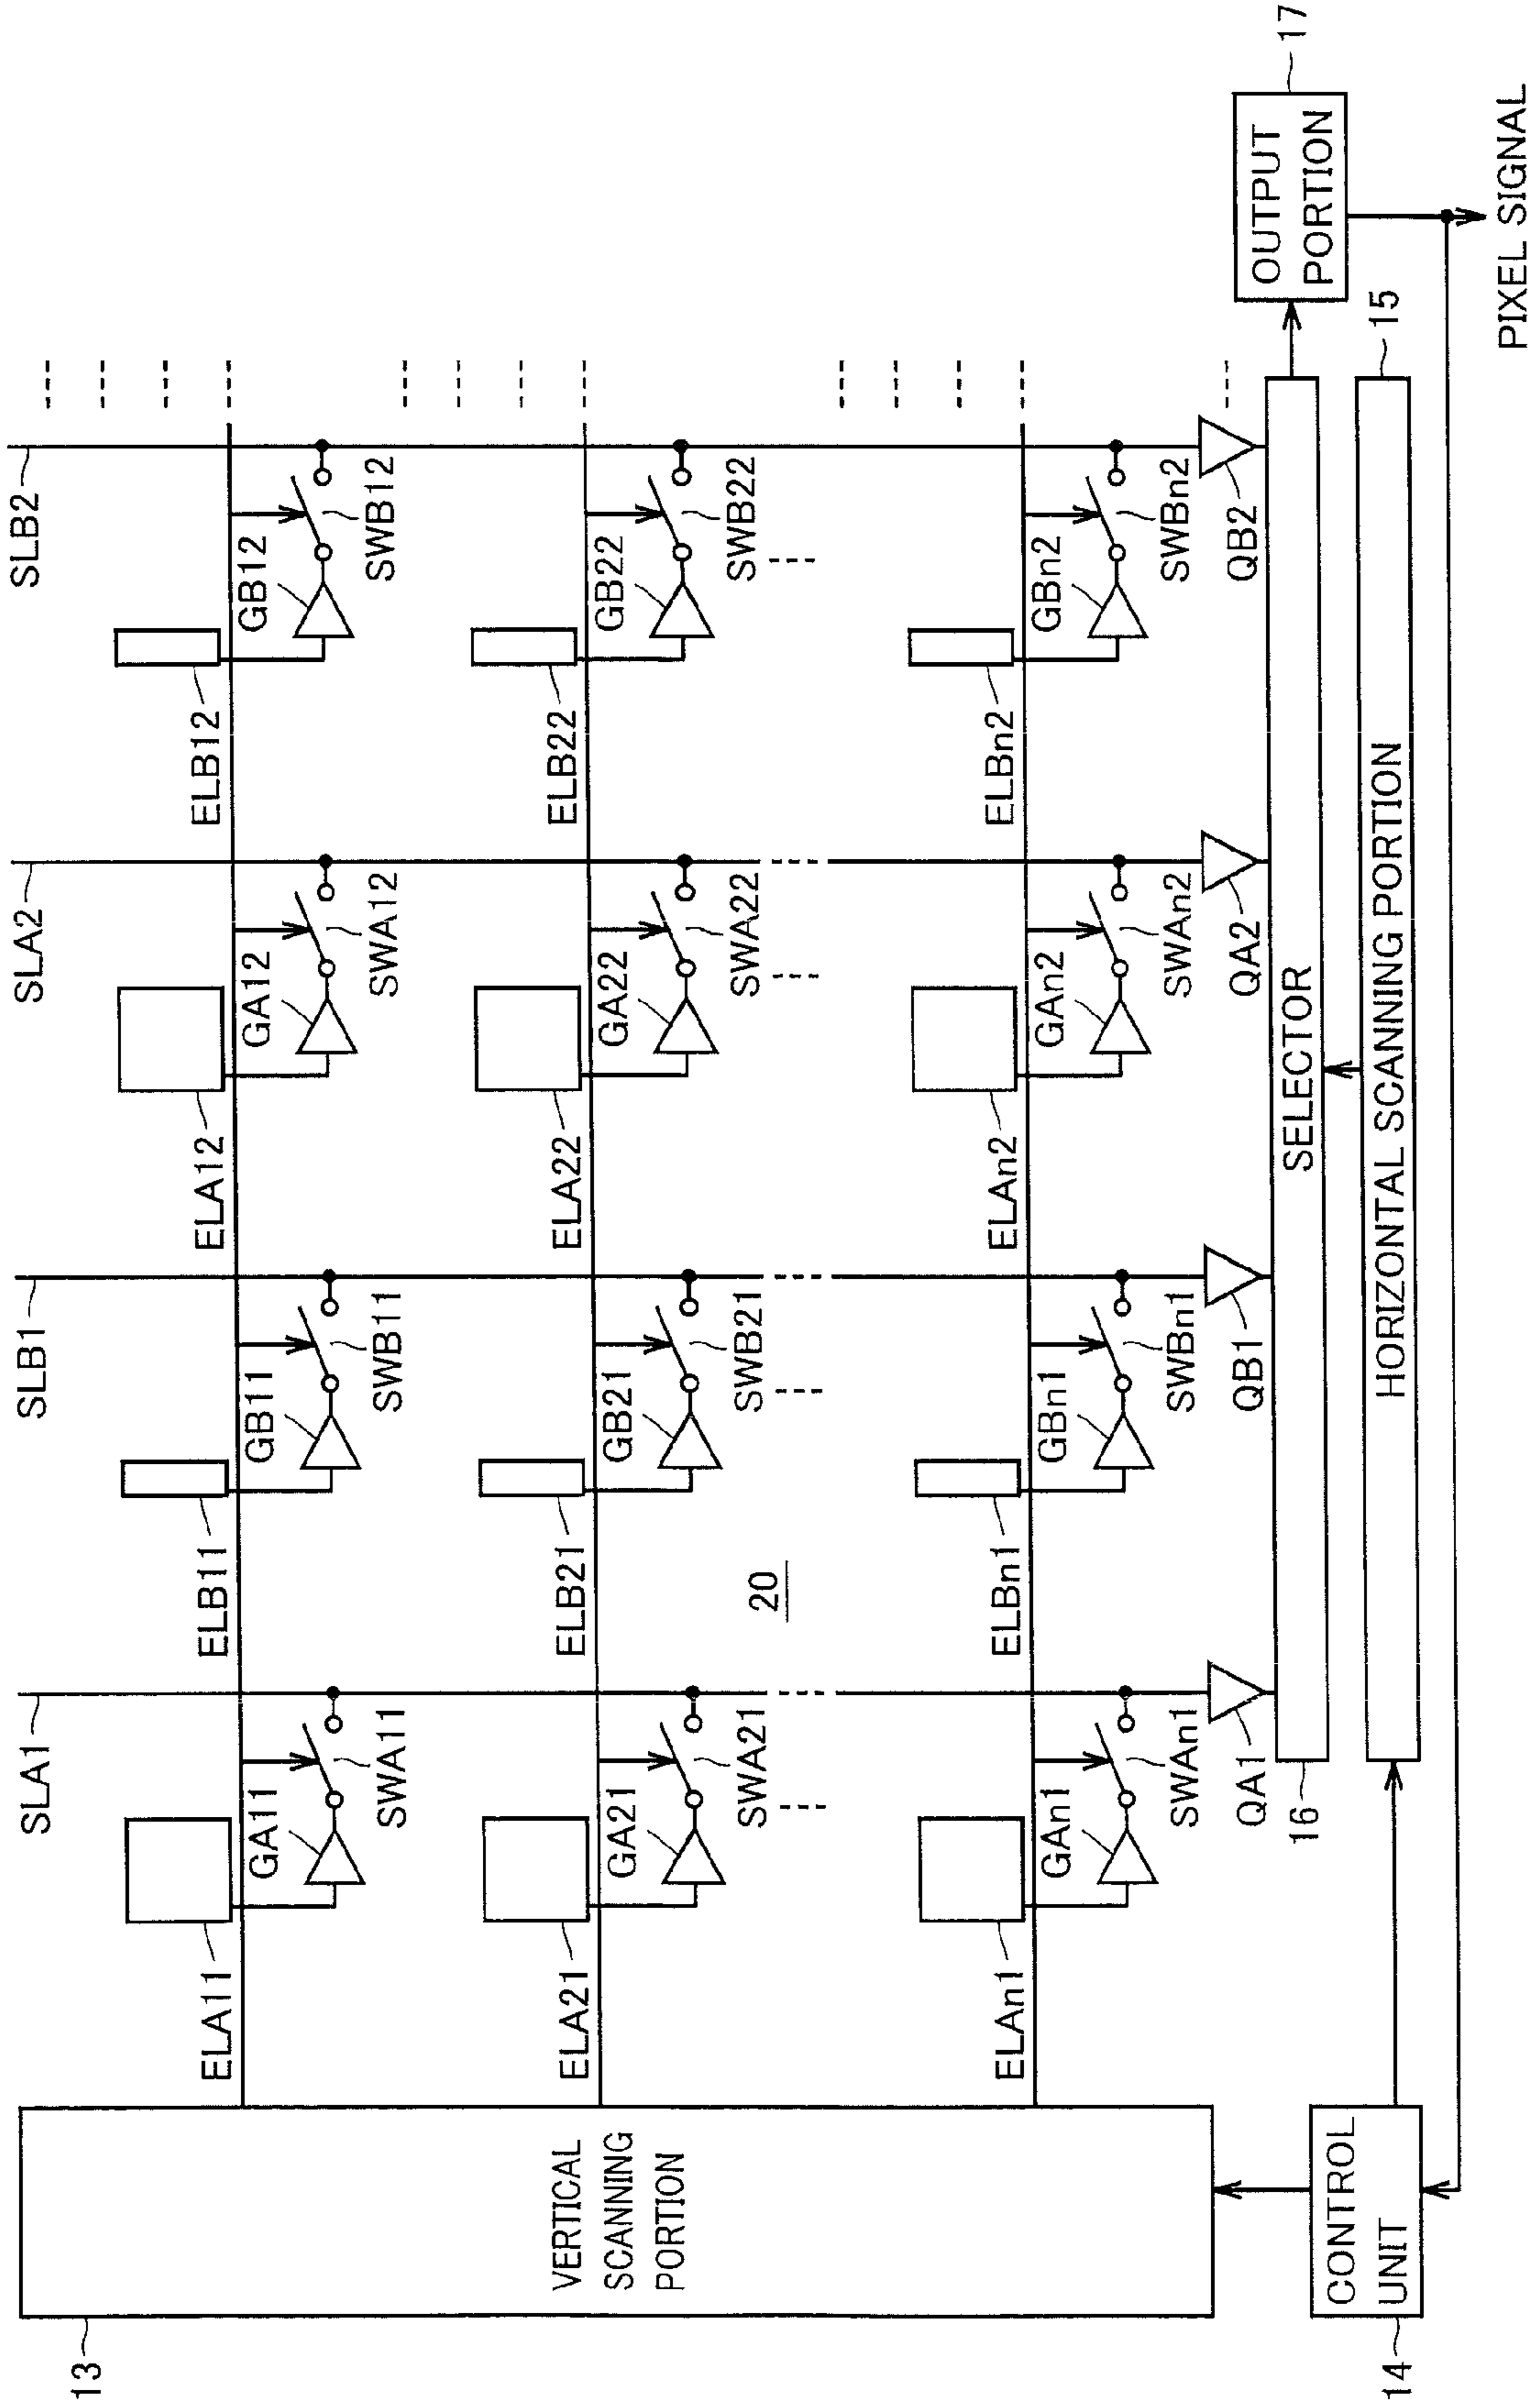 SLA1
SLB1
SLA2
SLB2
13
ELA11
GA11
SWA11
ELB11
GB11
SWB11
ELA12
GA12
SWA12
ELB12
GB12
SWB12
VERTICAL
SCANNING
PORTION
ELA21
GA21
SWA21
ELB21
GB21
SWB21
ELA22
GA22
SWA22
ELB22
GB22
SWB22
20
ELAn1
GAn1
SWAn1
ELBn1
GBn1
SWBn1
ELAn2
GAn2
SWAn2
ELBn2
GBn2
SWBn2
QA1
QB1
QA2
QB2
16
SELECTOR
OUTPUT
PORTION
17
14
CONTROL
UNIT
HORIZONTAL SCANNING PORTION
15
PIXEL SIGNAL